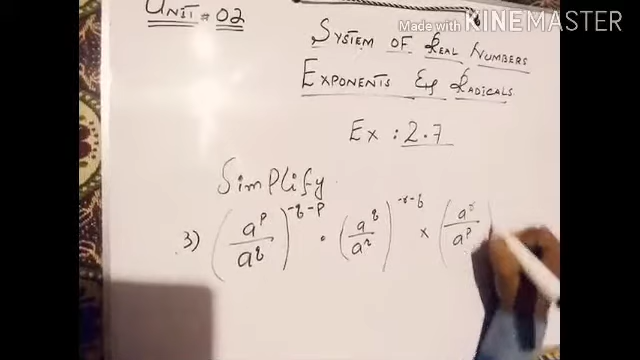 Made with KINEMASTER
UNIT # 02
SYSTEM OF REAL NUMBERS
EXPONENTS & RADICALS
Ex : 2.7
Simplify
3) (a^p/a^q)^-q-p · (a^q/a^r)^-r-q × (a^r/a^p)